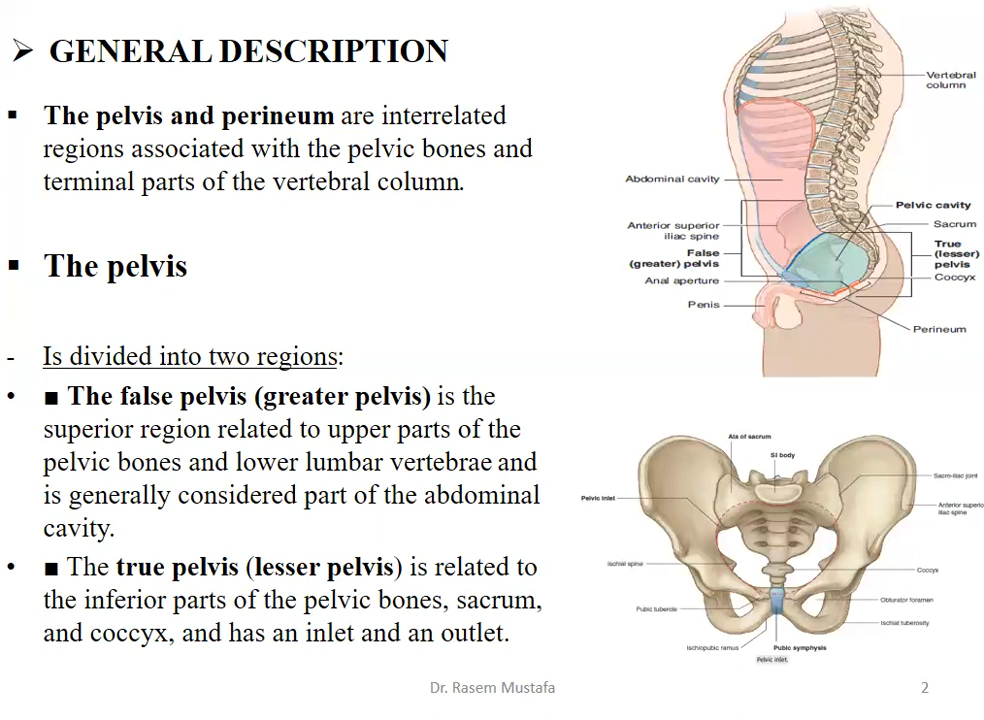 ➢ GENERAL DESCRIPTION
▪ The pelvis and perineum are interrelated
regions associated with the pelvic bones and
terminal parts of the vertebral column.
▪ The pelvis
- Is divided into two regions:
• ■ The false pelvis (greater pelvis) is the
superior region related to upper parts of the
pelvic bones and lower lumbar vertebrae and
is generally considered part of the abdominal
cavity.
• ■ The true pelvis (lesser pelvis) is related to
the inferior parts of the pelvic bones, sacrum,
and coccyx, and has an inlet and an outlet.
Vertebral
column
Abdominal cavity
Pelvic cavity
Anterior superior
iliac spine
Sacrum
False
(greater) pelvis
True
(lesser)
pelvis
Anal aperture
Coccyx
Penis
Perineum
Ala of sacrum
SI body
Sacro-iliac joint
Pelvic inlet
Anterior superio
iliac spine
Ischial spine
Coccyx
Pubic tubercle
Obturator foramen
Ischial tuberosity
Ischiopubic ramus
Pubic symphysis
Pelvic inlet.
Dr. Rasem Mustafa
2